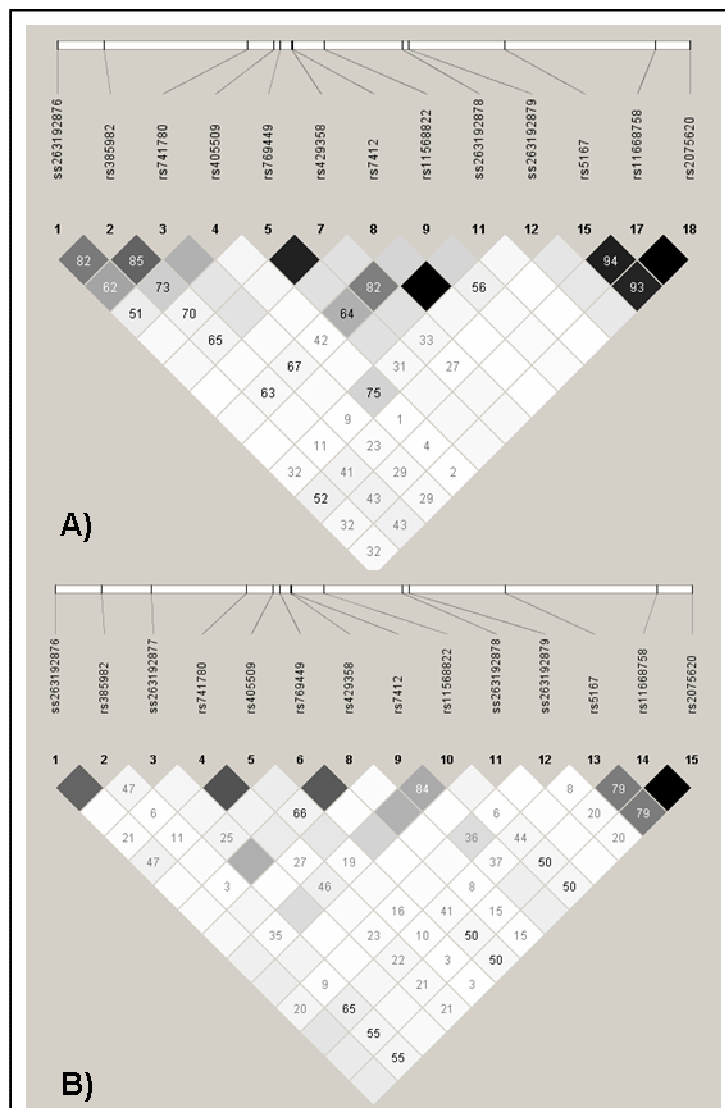 ss263192876
rs385982
rs741780
rs405509
rs769449
rs429358
rs7412
rs11568822
ss263192878
ss263192879
rs5167
rs11668758
rs2075620
1 2 3 4 5 7 8 9 11 12 15 17 18
82 85 94
62 73 82 56 93
51 70 64
65 42 33
67 31 27
63 75
9 1
11 23 4
32 41 29 2
52 43 29
32 43
32
A)
ss263192876
rs385982
ss263192877
rs741780
rs405509
rs769449
rs429358
rs7412
rs11568822
ss263192878
ss263192879
rs5167
rs11668758
rs2075620
1 2 3 4 5 6 8 9 10 11 12 13 14 15
47 84 8 79
6 66 6 20 79
21 11 25 36 44 20
47 27 19 37 50
3 46 8 50
16 41 15
35 23 10 50 15
22 3 50
9 21 3
20 65 21
55
55
B)